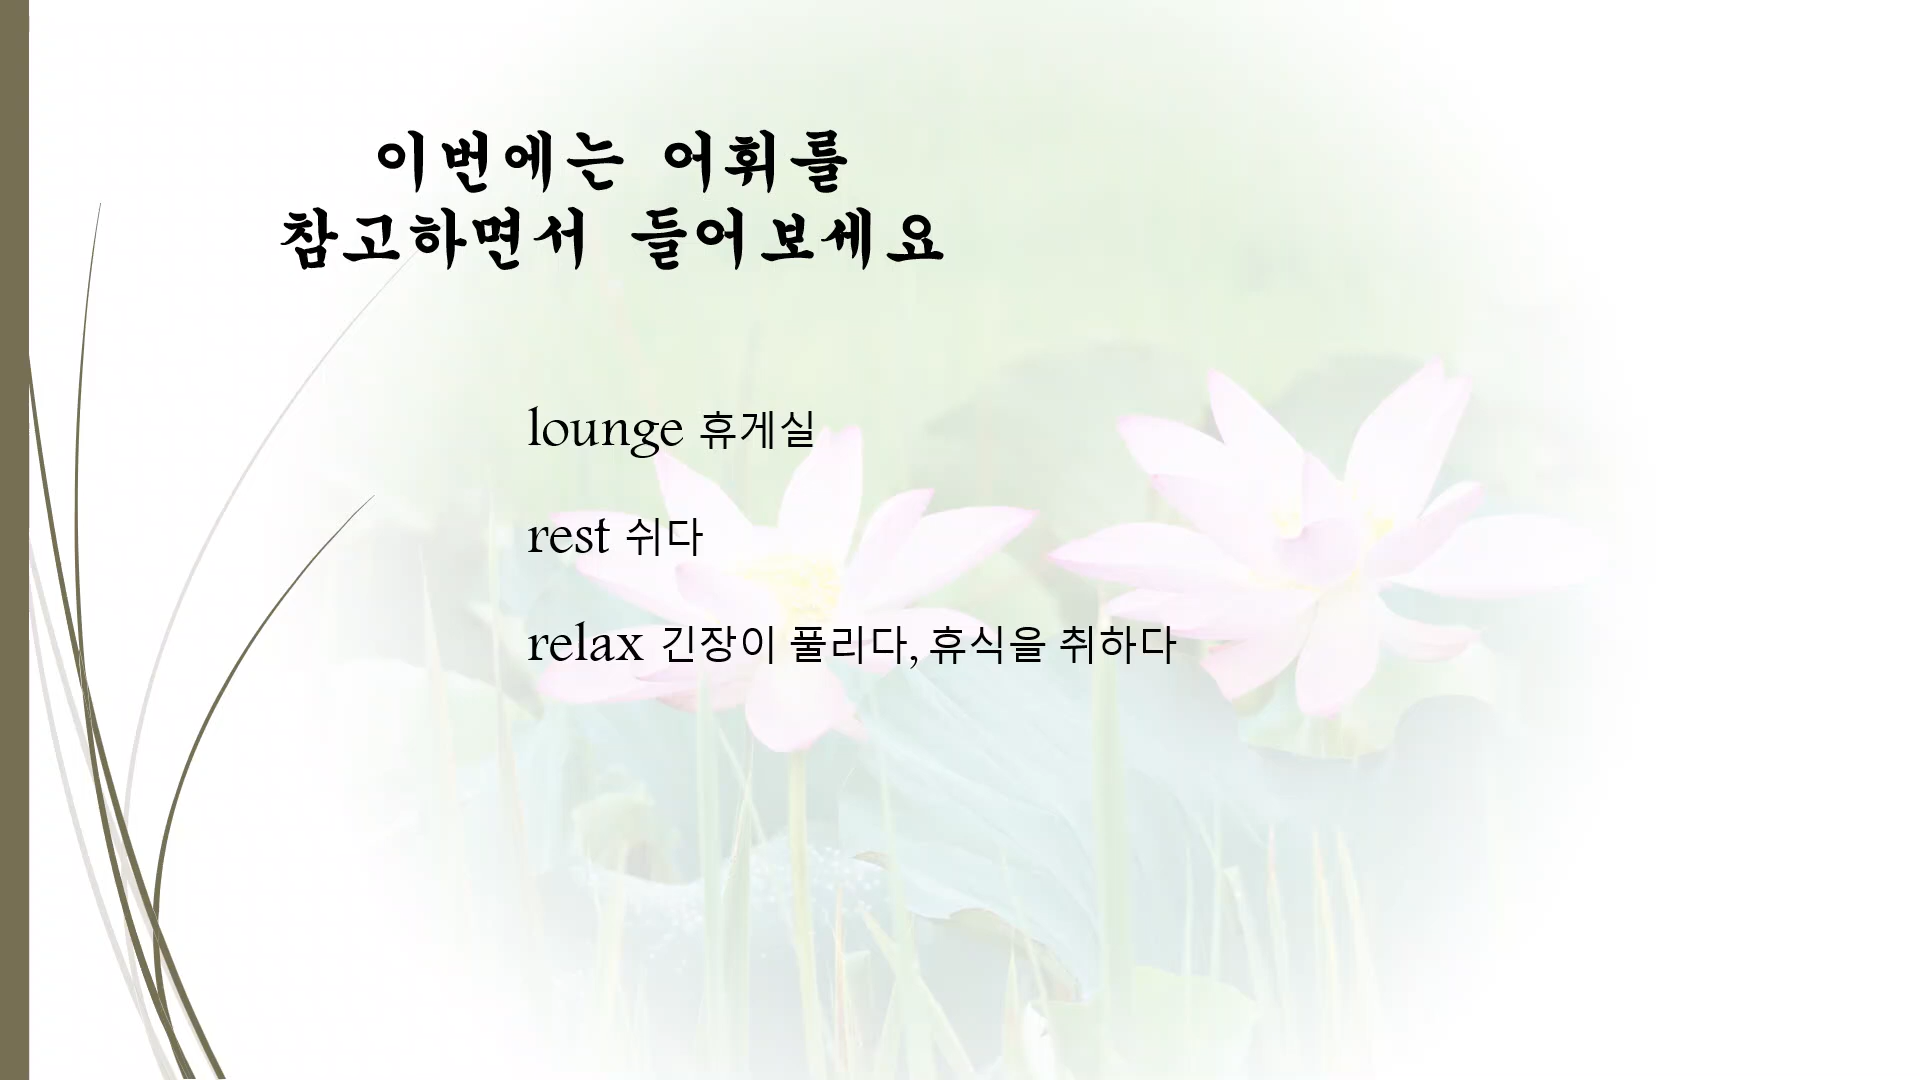 이번에는 어휘를
참고하면서 들어보세요
lounge 휴게실
rest 쉬다
relax 긴장이 풀리다, 휴식을 취하다